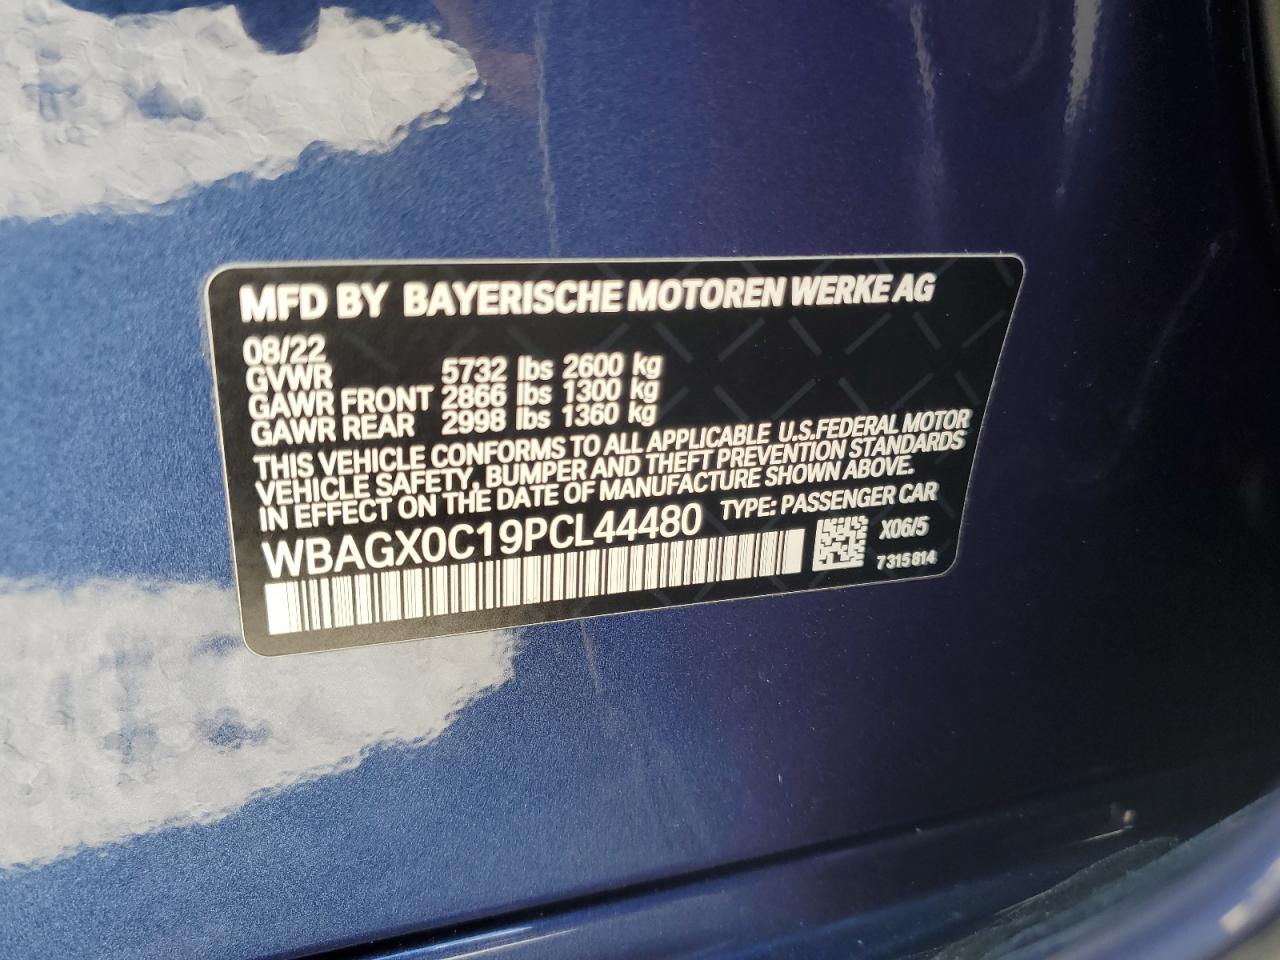 MFD BY BAYERISCHE MOTOREN WERKE AG
08/22
GVWR 5732 lbs 2600 kg
GAWR FRONT 2866 lbs 1300 kg
GAWR REAR 2998 lbs 1360 kg
THIS VEHICLE CONFORMS TO ALL APPLICABLE U.S.FEDERAL MOTOR
VEHICLE SAFETY, BUMPER AND THEFT PREVENTION STANDARDS
IN EFFECT ON THE DATE OF MANUFACTURE SHOWN ABOVE.
WBAGX0C19PCL44480 TYPE: PASSENGER CAR
X06/5
7315814